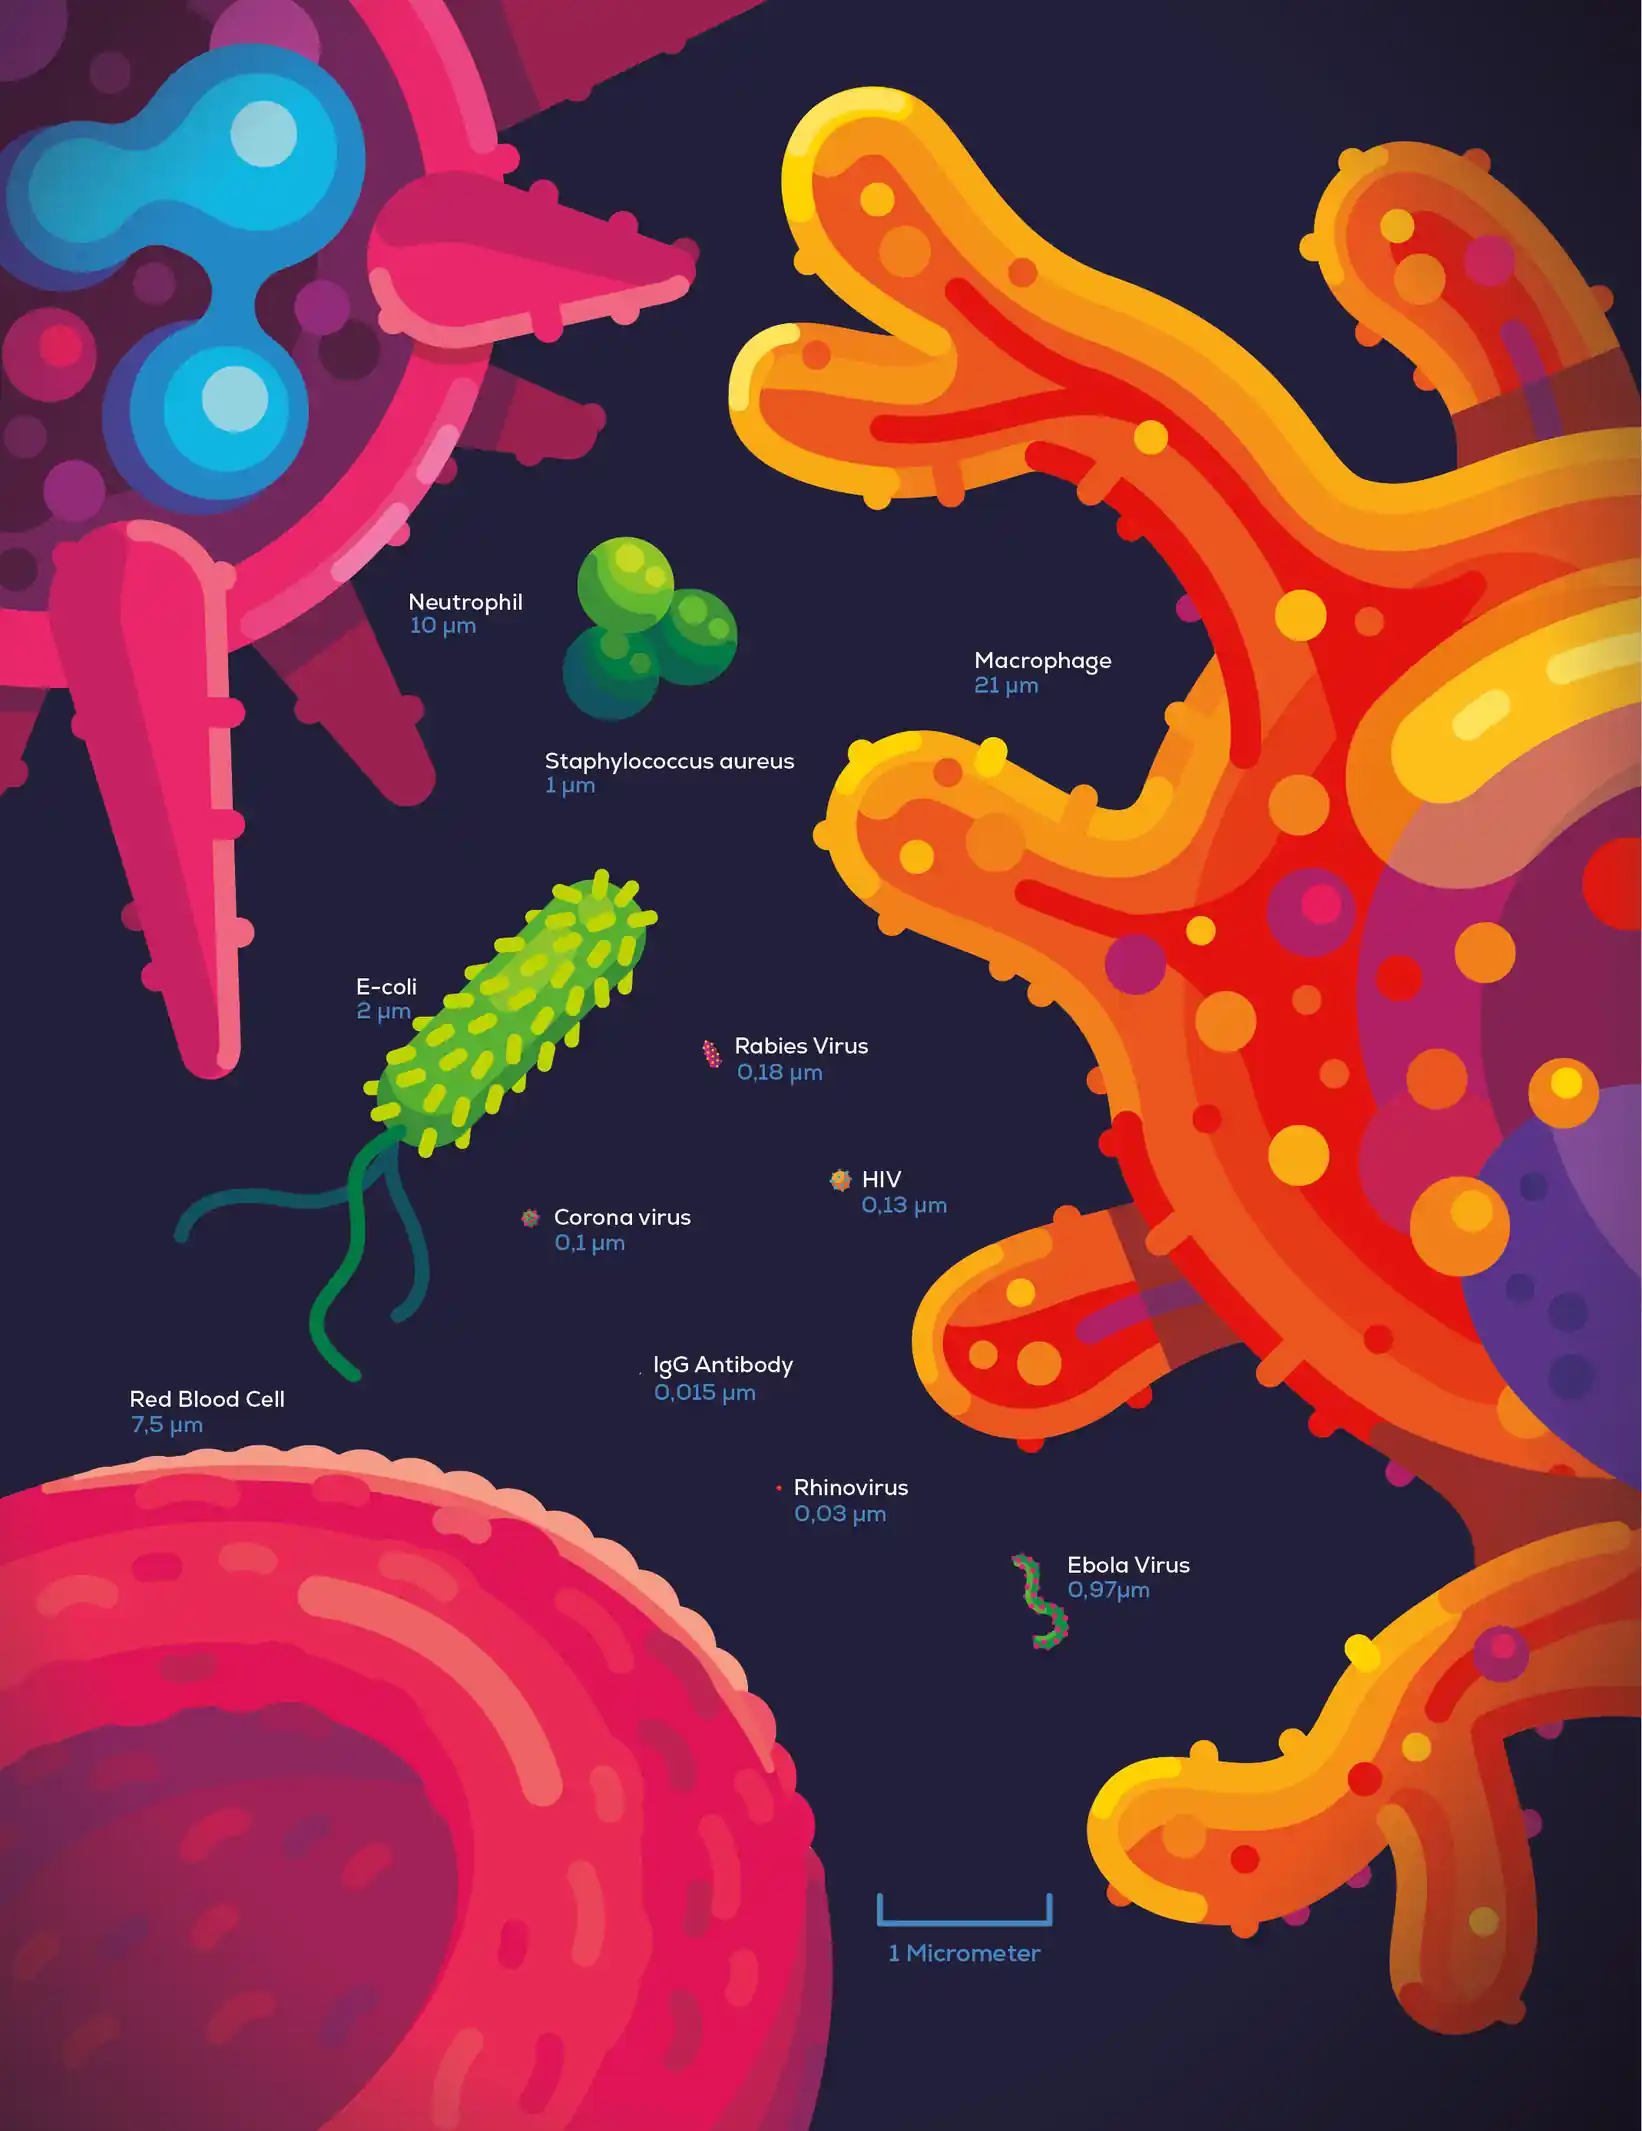 Neutrophil
10 µm
Macrophage
21 µm
Staphylococcus aureus
1 µm
E-coli
2 µm
Rabies Virus
0,18 µm
HIV
0,13 µm
Corona virus
0,1 µm
IgG Antibody
0,015 µm
Red Blood Cell
7,5 µm
Rhinovirus
0,03 µm
Ebola Virus
0,97µm
1 Micrometer